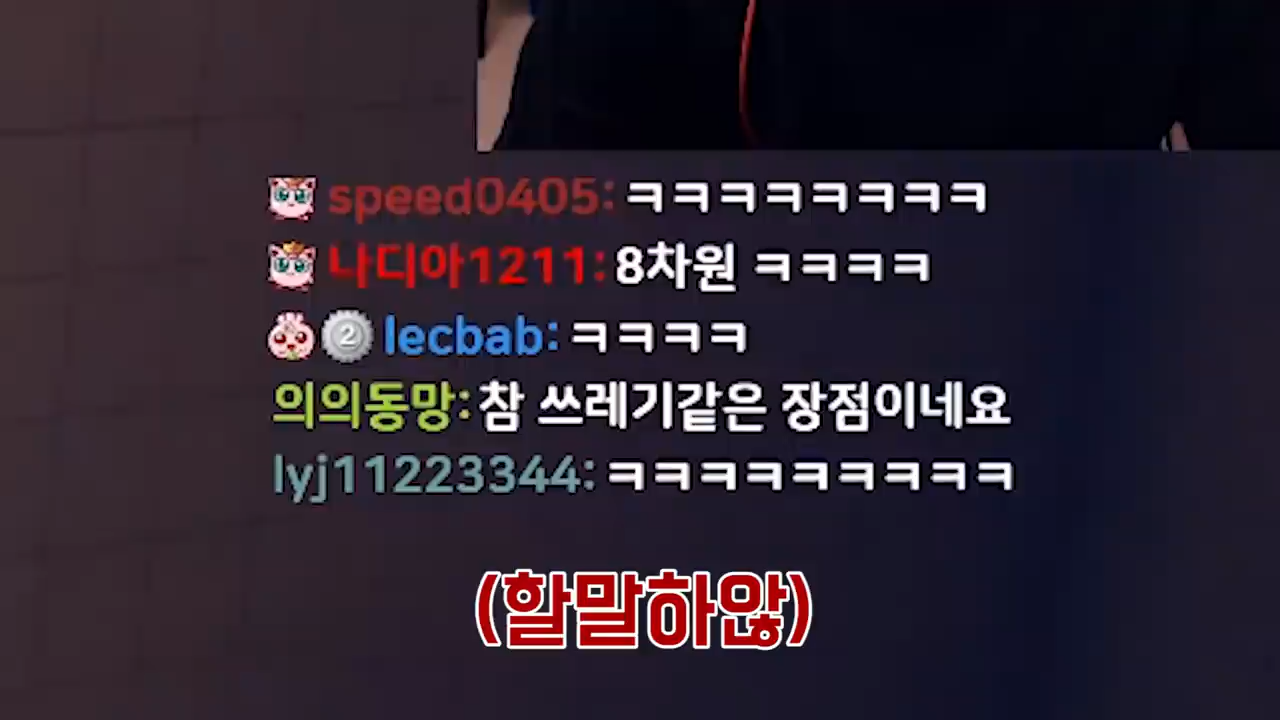 speed0405: ㅋㅋㅋㅋㅋㅋㅋㅋ
나디아1211: 8차원 ㅋㅋㅋㅋ
2 lecbab: ㅋㅋㅋㅋ
의의동망: 참 쓰레기같은 장점이네요
lyj11223344: ㅋㅋㅋㅋㅋㅋㅋㅋㅋ
(할말하않)